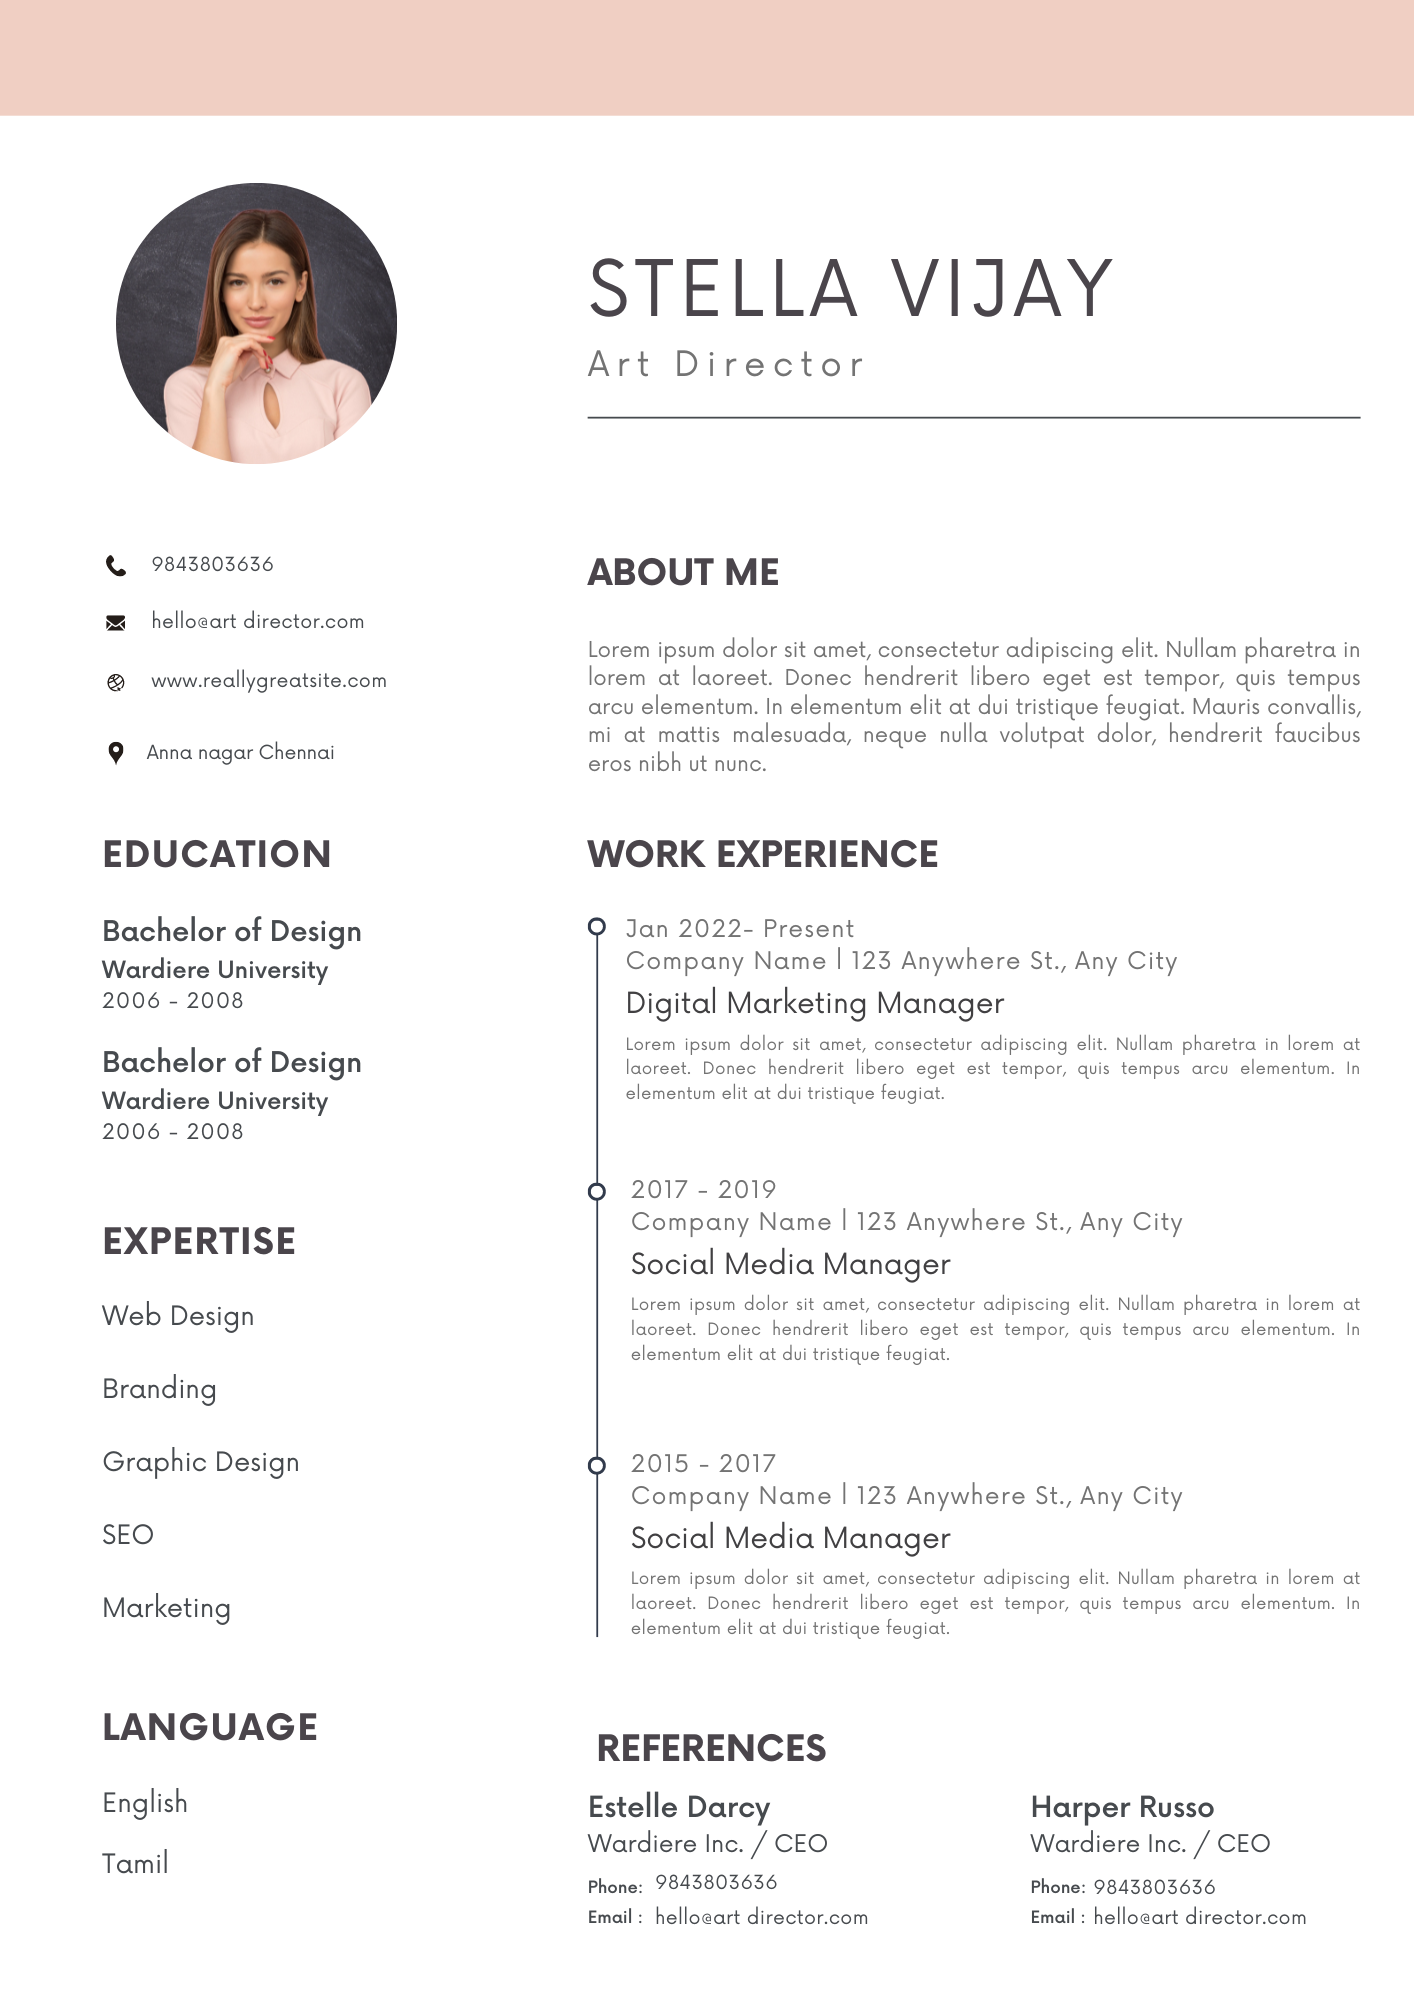 STELLA VIJAY
Art Director
9843803636
hello@art director.com
www.reallygreatsite.com
Anna nagar Chennai
EDUCATION
Bachelor of Design
Wardiere University
2006 - 2008
Bachelor of Design
Wardiere University
2006 - 2008
EXPERTISE
Web Design
Branding
Graphic Design
SEO
Marketing
LANGUAGE
English
Tamil
ABOUT ME
Lorem ipsum dolor sit amet, consectetur adipiscing elit. Nullam pharetra in
lorem at laoreet. Donec hendrerit libero eget est tempor, quis tempus
arcu elementum. In elementum elit at dui tristique feugiat. Mauris convallis,
mi at mattis malesuada, neque nulla volutpat dolor, hendrerit faucibus
eros nibh ut nunc.
WORK EXPERIENCE
Jan 2022- Present
Company Name | 123 Anywhere St., Any City
Digital Marketing Manager
Lorem ipsum dolor sit amet, consectetur adipiscing elit. Nullam pharetra in lorem at
laoreet. Donec hendrerit libero eget est tempor, quis tempus arcu elementum. In
elementum elit at dui tristique feugiat.
2017 - 2019
Company Name | 123 Anywhere St., Any City
Social Media Manager
Lorem ipsum dolor sit amet, consectetur adipiscing elit. Nullam pharetra in lorem at
laoreet. Donec hendrerit libero eget est tempor, quis tempus arcu elementum. In
elementum elit at dui tristique feugiat.
2015 - 2017
Company Name | 123 Anywhere St., Any City
Social Media Manager
Lorem ipsum dolor sit amet, consectetur adipiscing elit. Nullam pharetra in lorem at
laoreet. Donec hendrerit libero eget est tempor, quis tempus arcu elementum. In
elementum elit at dui tristique feugiat.
REFERENCES
Estelle Darcy
Wardiere Inc. / CEO
Phone: 9843803636
Email : hello@art director.com
Harper Russo
Wardiere Inc. / CEO
Phone: 9843803636
Email : hello@art director.com